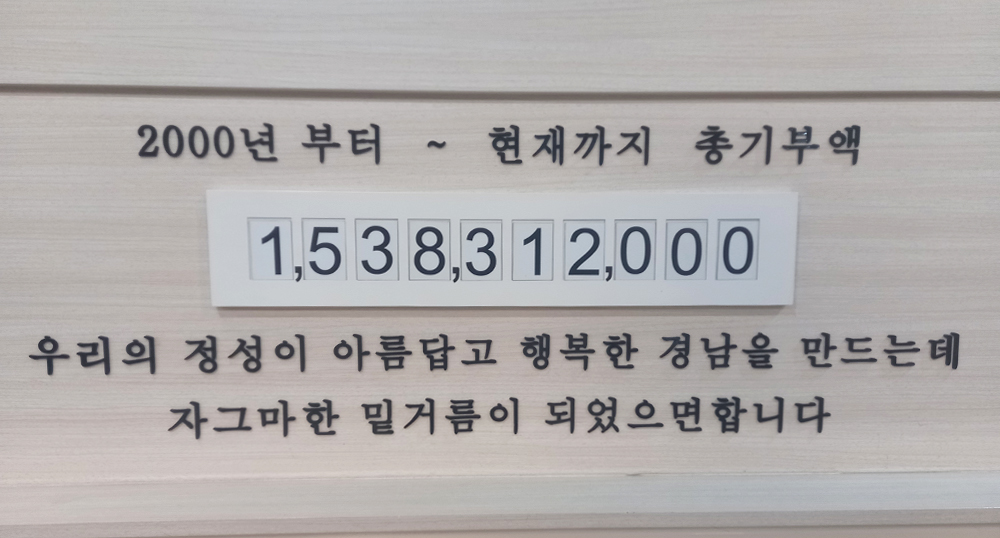 2000년 부터 ~ 현재까지 총기부액
1,538,312,000
우리의 정성이 아름답고 행복한 경남을 만드는데
자그마한 밑거름이 되었으면합니다